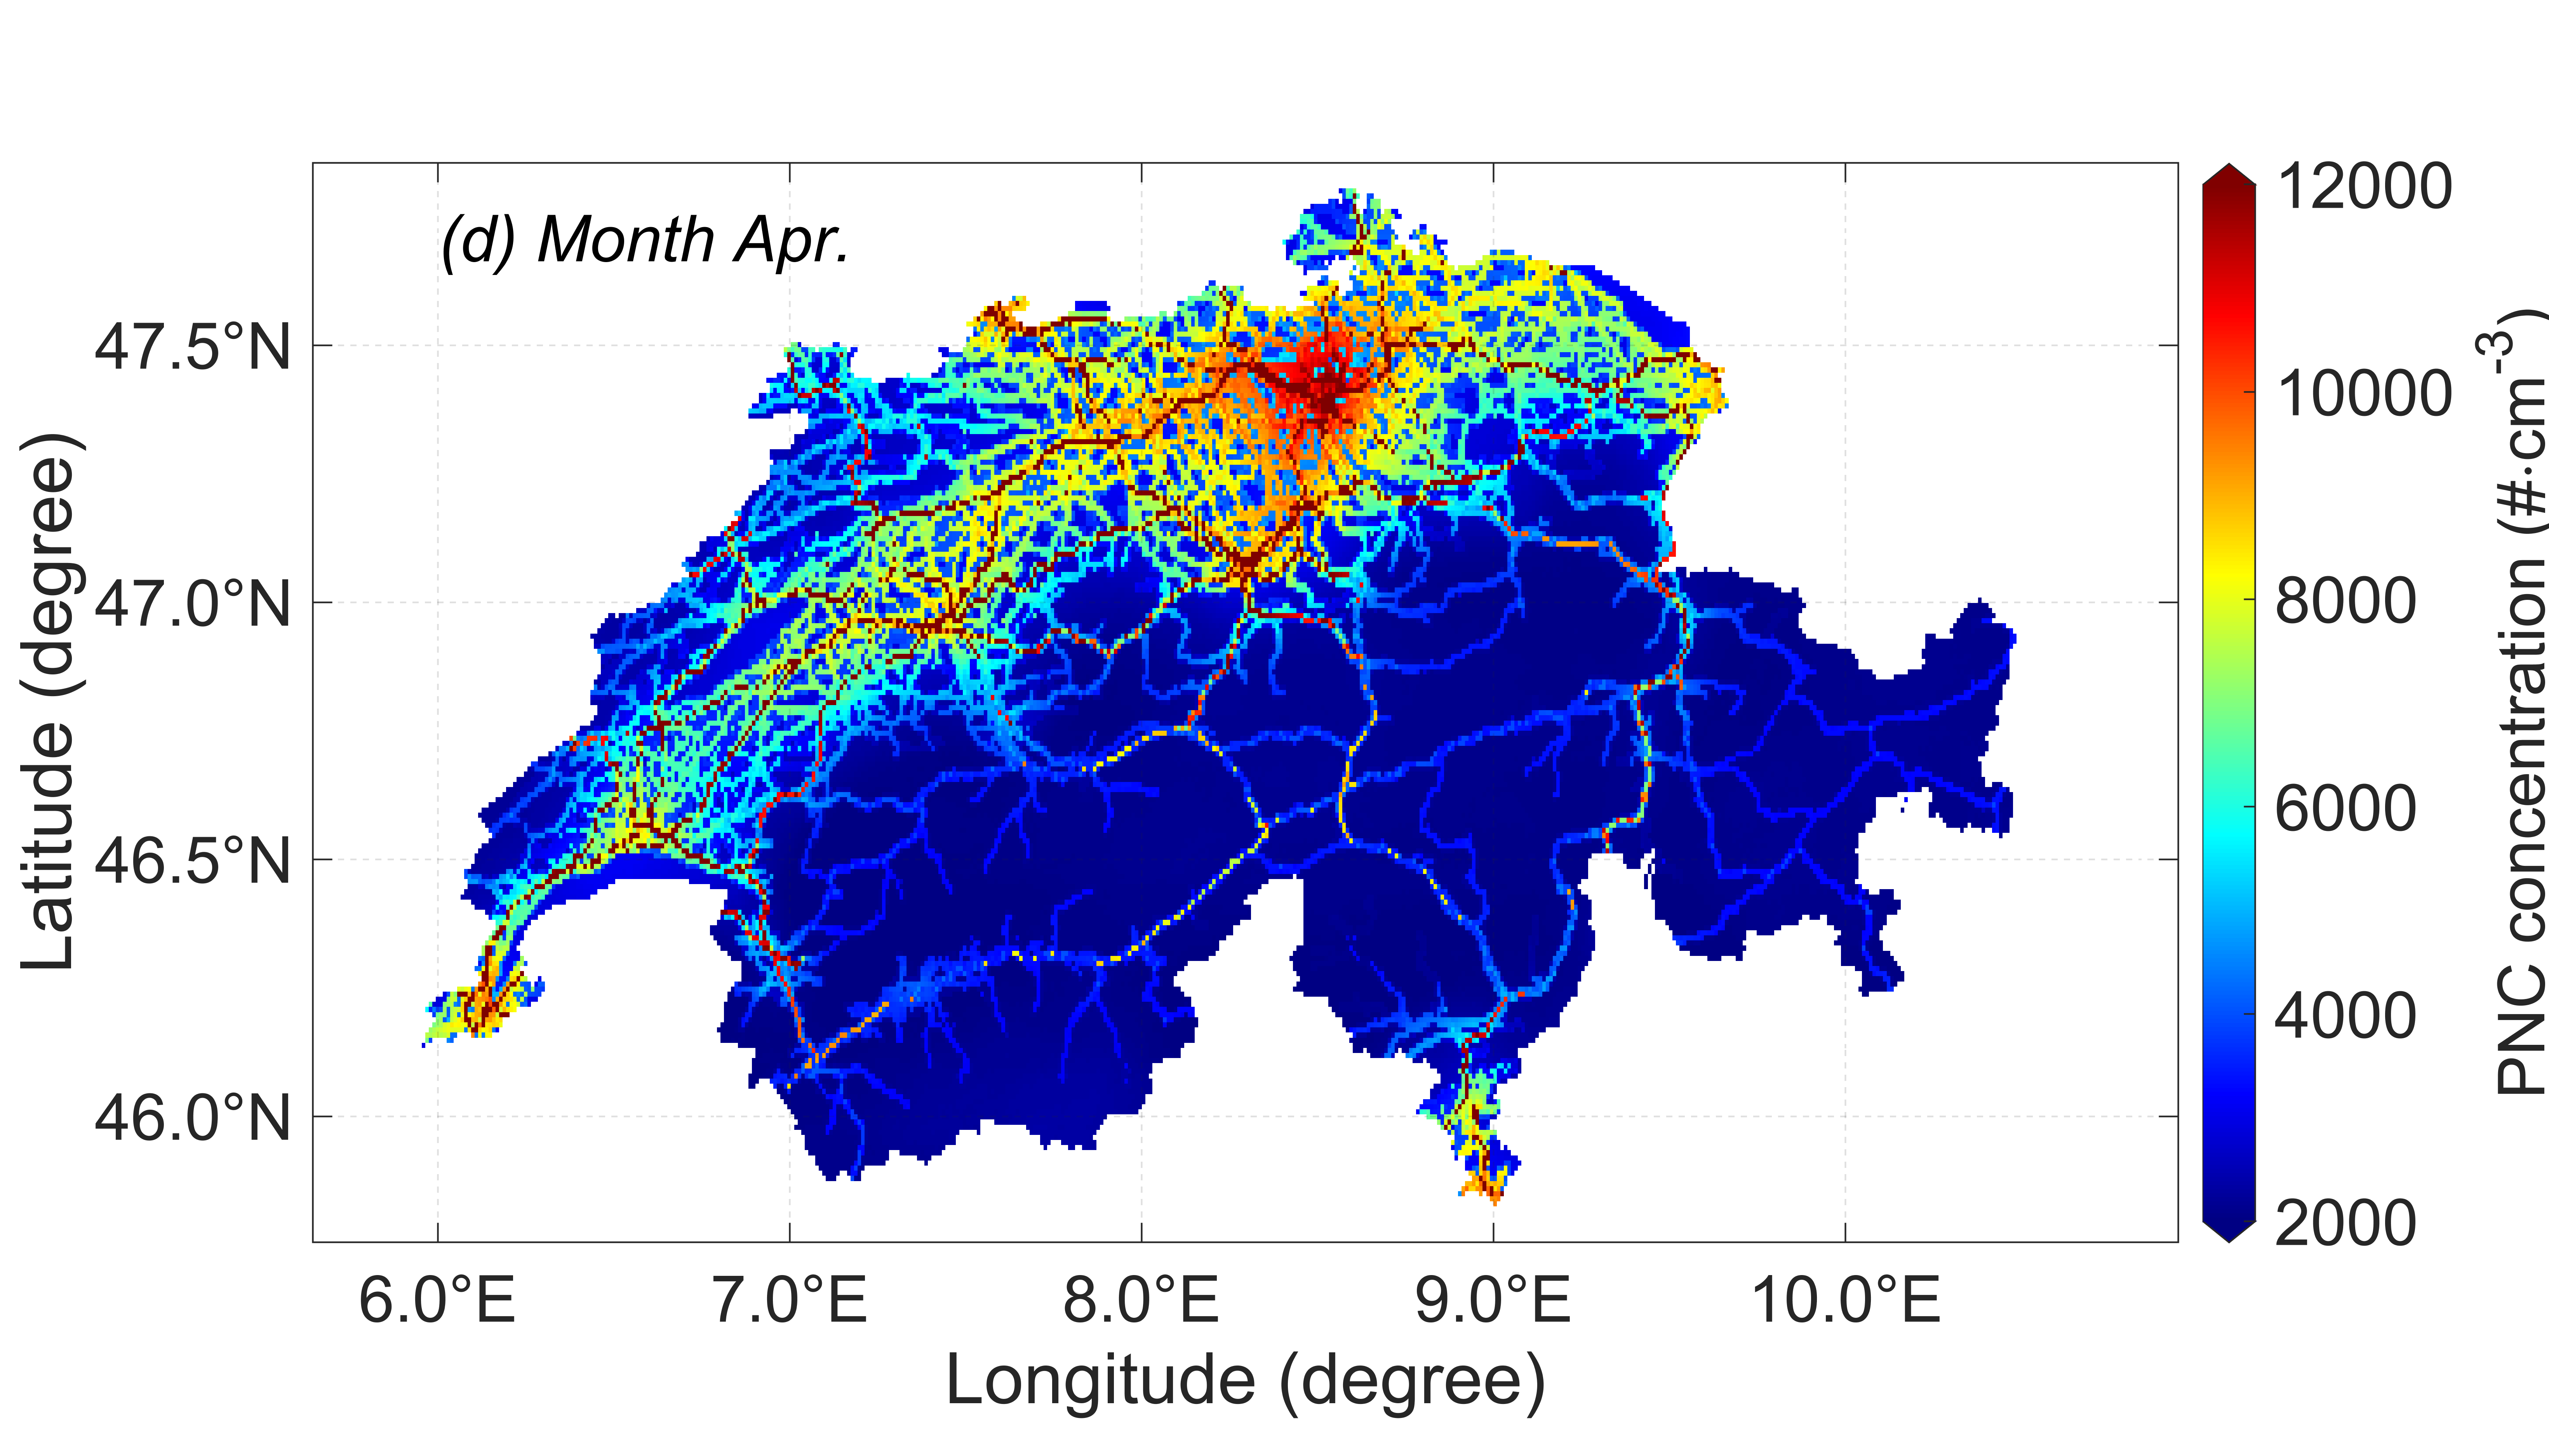 (d) Month Apr.
47.5°N
47.0°N
46.5°N
46.0°N
Latitude (degree)
6.0°E 7.0°E 8.0°E 9.0°E 10.0°E
Longitude (degree)
12000
10000
8000
6000
4000
2000
PNC concentration (#·cm-3)